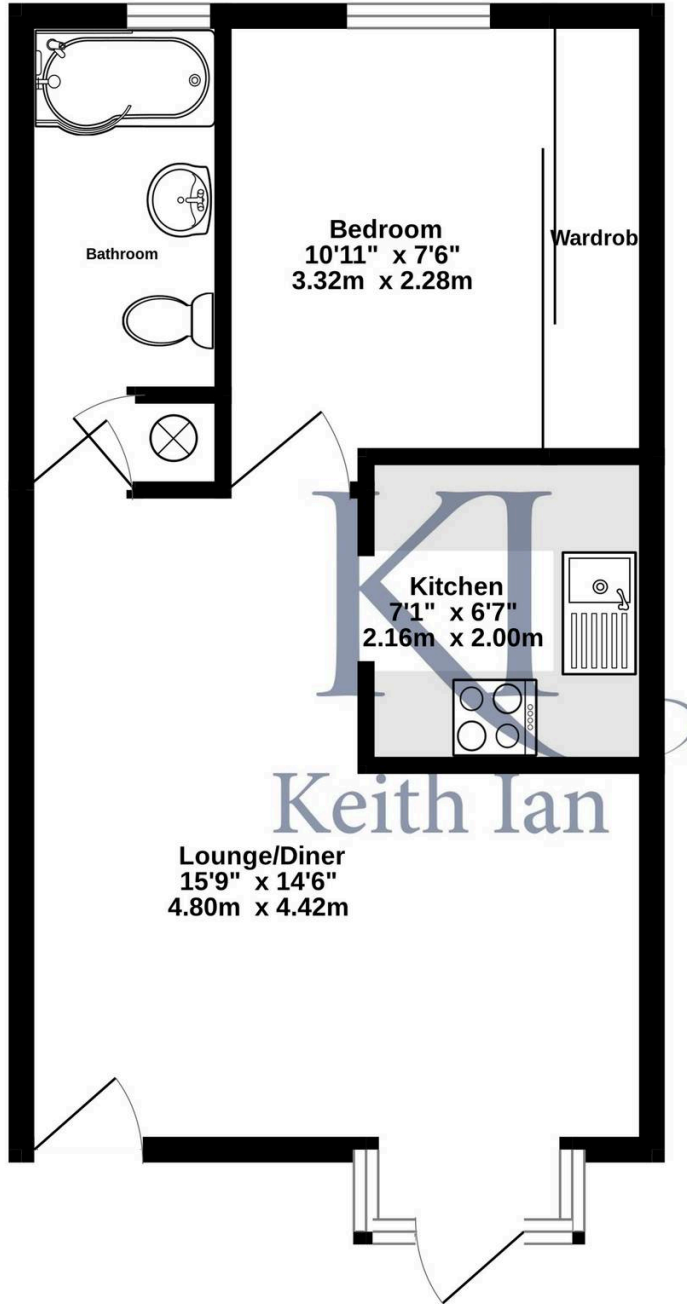 Bathroom
Bedroom
10'11" x 7'6"
3.32m x 2.28m
Wardrob
Kitchen
7'1" x 6'7"
2.16m x 2.00m
KI
Keith Ian
Lounge/Diner
15'9" x 14'6"
4.80m x 4.42m